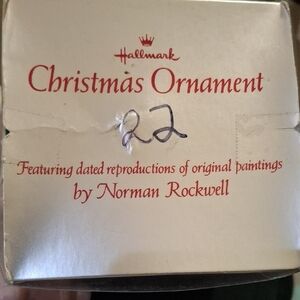 Hallmark
Christmas Ornament
22
Featuring dated reproductions of original paintings
by Norman Rockwell